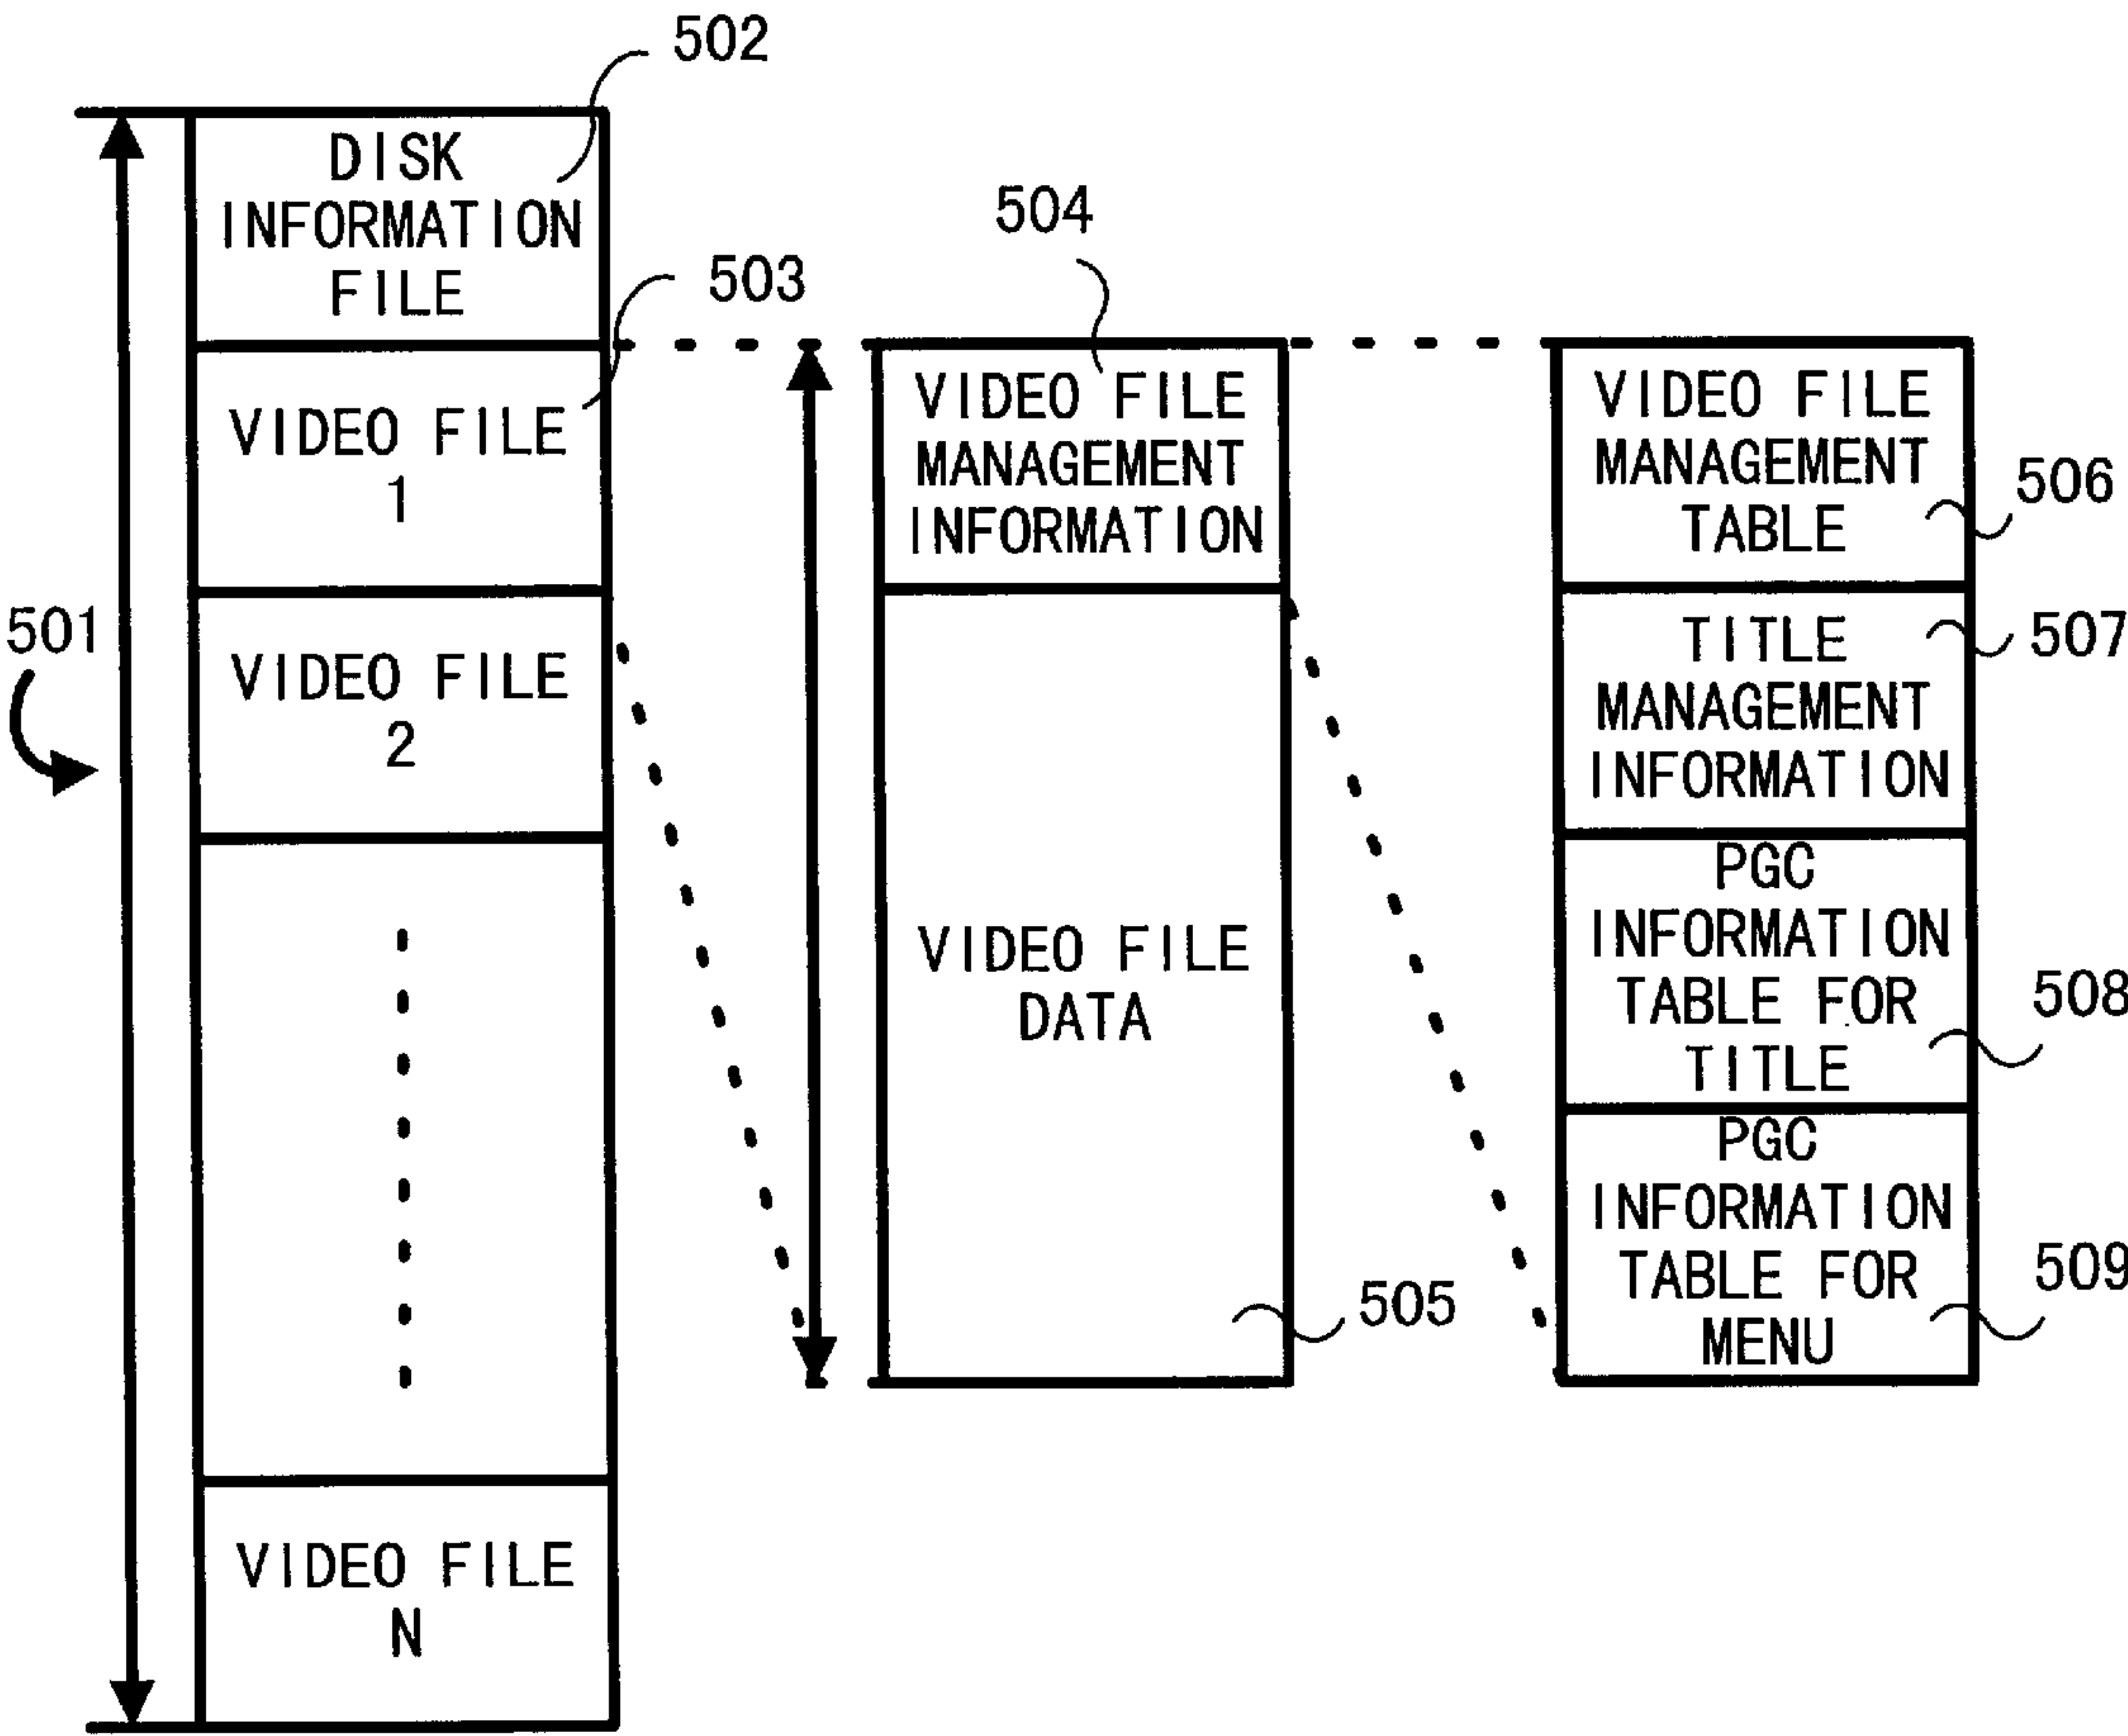 502
DISK
INFORMATION
FILE
503
VIDEO FILE
1
501
VIDEO FILE
2
VIDEO FILE
N
504
VIDEO FILE
MANAGEMENT
INFORMATION
VIDEO FILE
DATA
505
VIDEO FILE
MANAGEMENT
TABLE
506
TITLE
MANAGEMENT
INFORMATION
507
PGC
INFORMATION
TABLE FOR
TITLE
508
PGC
INFORMATION
TABLE FOR
MENU
509